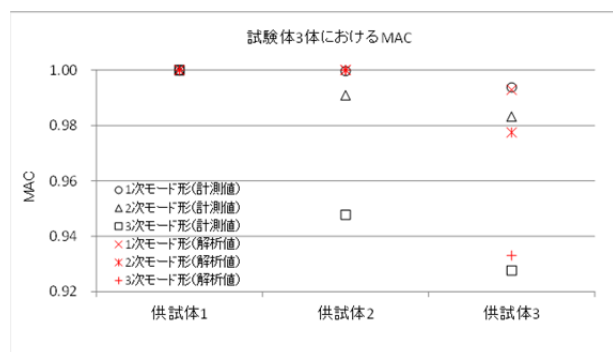 試験体3体におけるMAC
1.00
0.98
0.96
0.94
0.92
MAC
1次モード形(計測値)
2次モード形(計測値)
3次モード形(計測値)
1次モード形(解析値)
2次モード形(解析値)
3次モード形(解析値)
供試体1
供試体2
供試体3